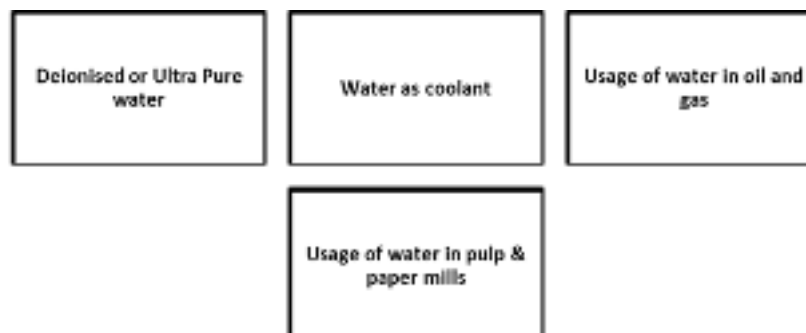 Deionised or Ultra Pure
water
Water as coolant
Usage of water in oil and
gas
Usage of water in pulp &
paper mills